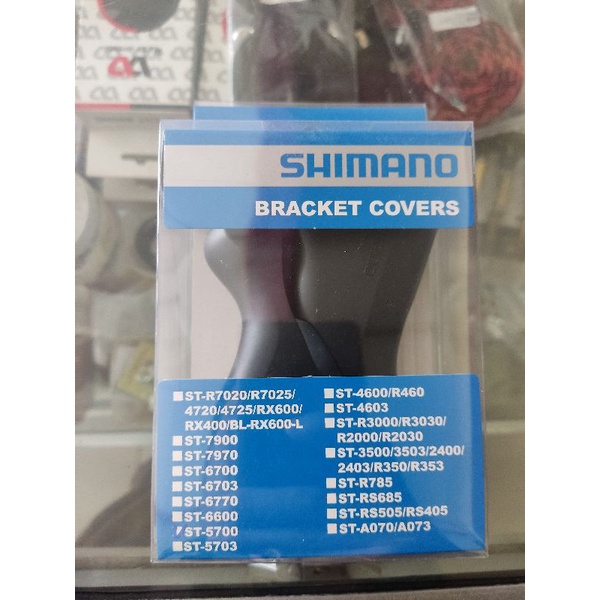 SHIMANO
BRACKET COVERS
ST-R7020/R7025/
4720/4725/RX600/
RX400/BL-RX600-L
ST-7900
ST-7970
ST-6700
ST-6703
ST-6770
ST-6600
ST-5700
ST-5703
ST-4600/R460
ST-4603
ST-R3000/R3030/
R2000/R2030
ST-3500/3503/2400/
2403/R350/R353
ST-R785
ST-RS685
ST-RS505/RS405
ST-A070/A073